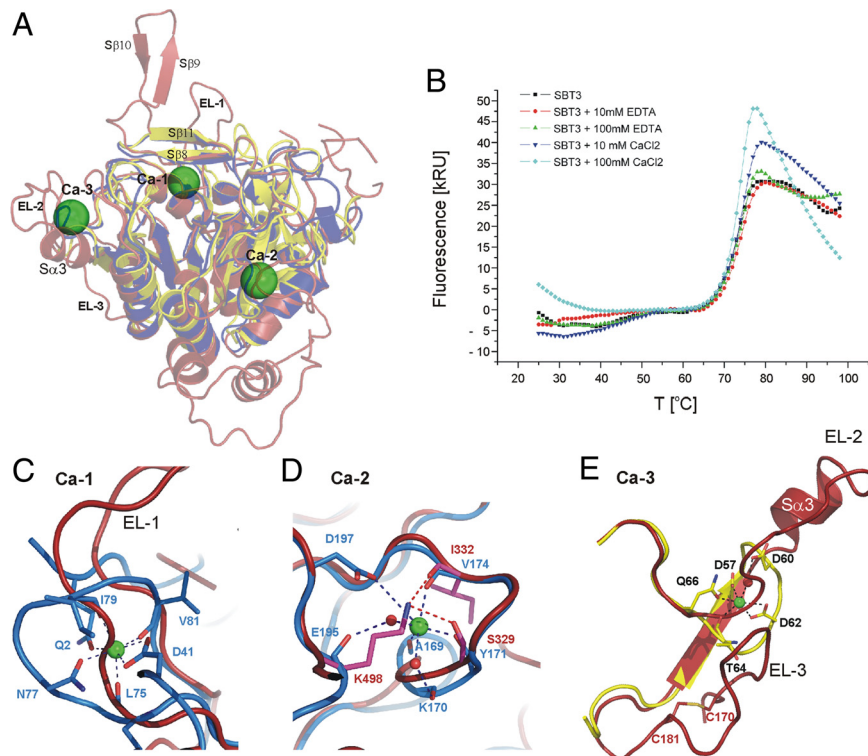 A
Sβ10
Sβ9
EL-1
Sβ11
Sβ8
Ca-3
Ca-1
EL-2
Ca-2
Sα3
EL-3
B
SBT3
SBT3 + 10mM EDTA
SBT3 + 100mM EDTA
SBT3 + 10 mM CaCl2
SBT3 + 100mM CaCl2
Fluorescence [kRU]
50
45
40
35
30
25
20
15
10
5
0
-
-
10
20
30
40
50
60
70
80
90
100
T [°C]
C
Ca-1
EL-1
I79
V81
Q2
D41
N77
L75
D
Ca-2
D197
I332
V174
E195
A169
S329
Y171
K498
K170
E
Ca-3
EL-2
Sα3
D57
D60
Q66
D62
T64
EL-3
C170
C181